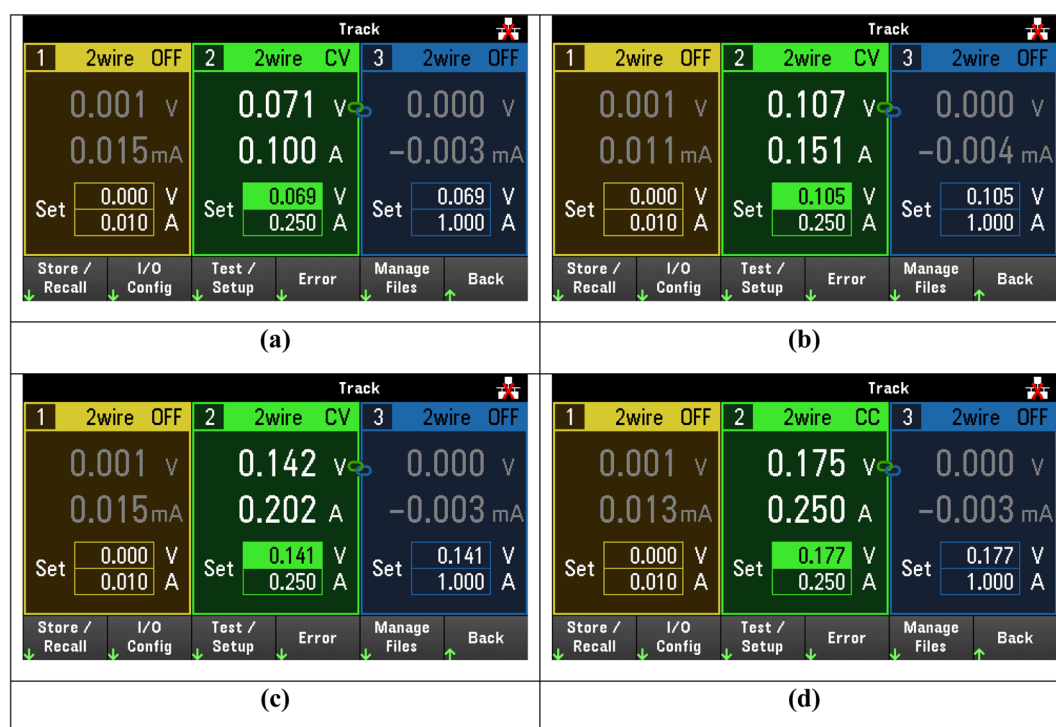 Track
1 2wire OFF 2 2wire CV 3 2wire OFF
0.001 V 0.071 V 0.000 V
0.015mA 0.100 A -0.003 mA
Set 0.000 V Set 0.069 V Set 0.069 V
0.010 A 0.250 A 1.000 A
Store / I/O Test / Error Manage Back
Recall Config Setup Files
(a)
Track
1 2wire OFF 2 2wire CV 3 2wire OFF
0.001 V 0.107 V 0.000 V
0.011mA 0.151 A -0.004 mA
Set 0.000 V Set 0.105 V Set 0.105 V
0.010 A 0.250 A 1.000 A
Store / I/O Test / Error Manage Back
Recall Config Setup Files
(b)
Track
1 2wire OFF 2 2wire CV 3 2wire OFF
0.001 V 0.142 V 0.000 V
0.015mA 0.202 A -0.003 mA
Set 0.000 V Set 0.141 V Set 0.141 V
0.010 A 0.250 A 1.000 A
Store / I/O Test / Error Manage Back
Recall Config Setup Files
(c)
Track
1 2wire OFF 2 2wire CC 3 2wire OFF
0.001 V 0.175 V 0.000 V
0.013mA 0.250 A -0.003 mA
Set 0.000 V Set 0.177 V Set 0.177 V
0.010 A 0.250 A 1.000 A
Store / I/O Test / Error Manage Back
Recall Config Setup Files
(d)